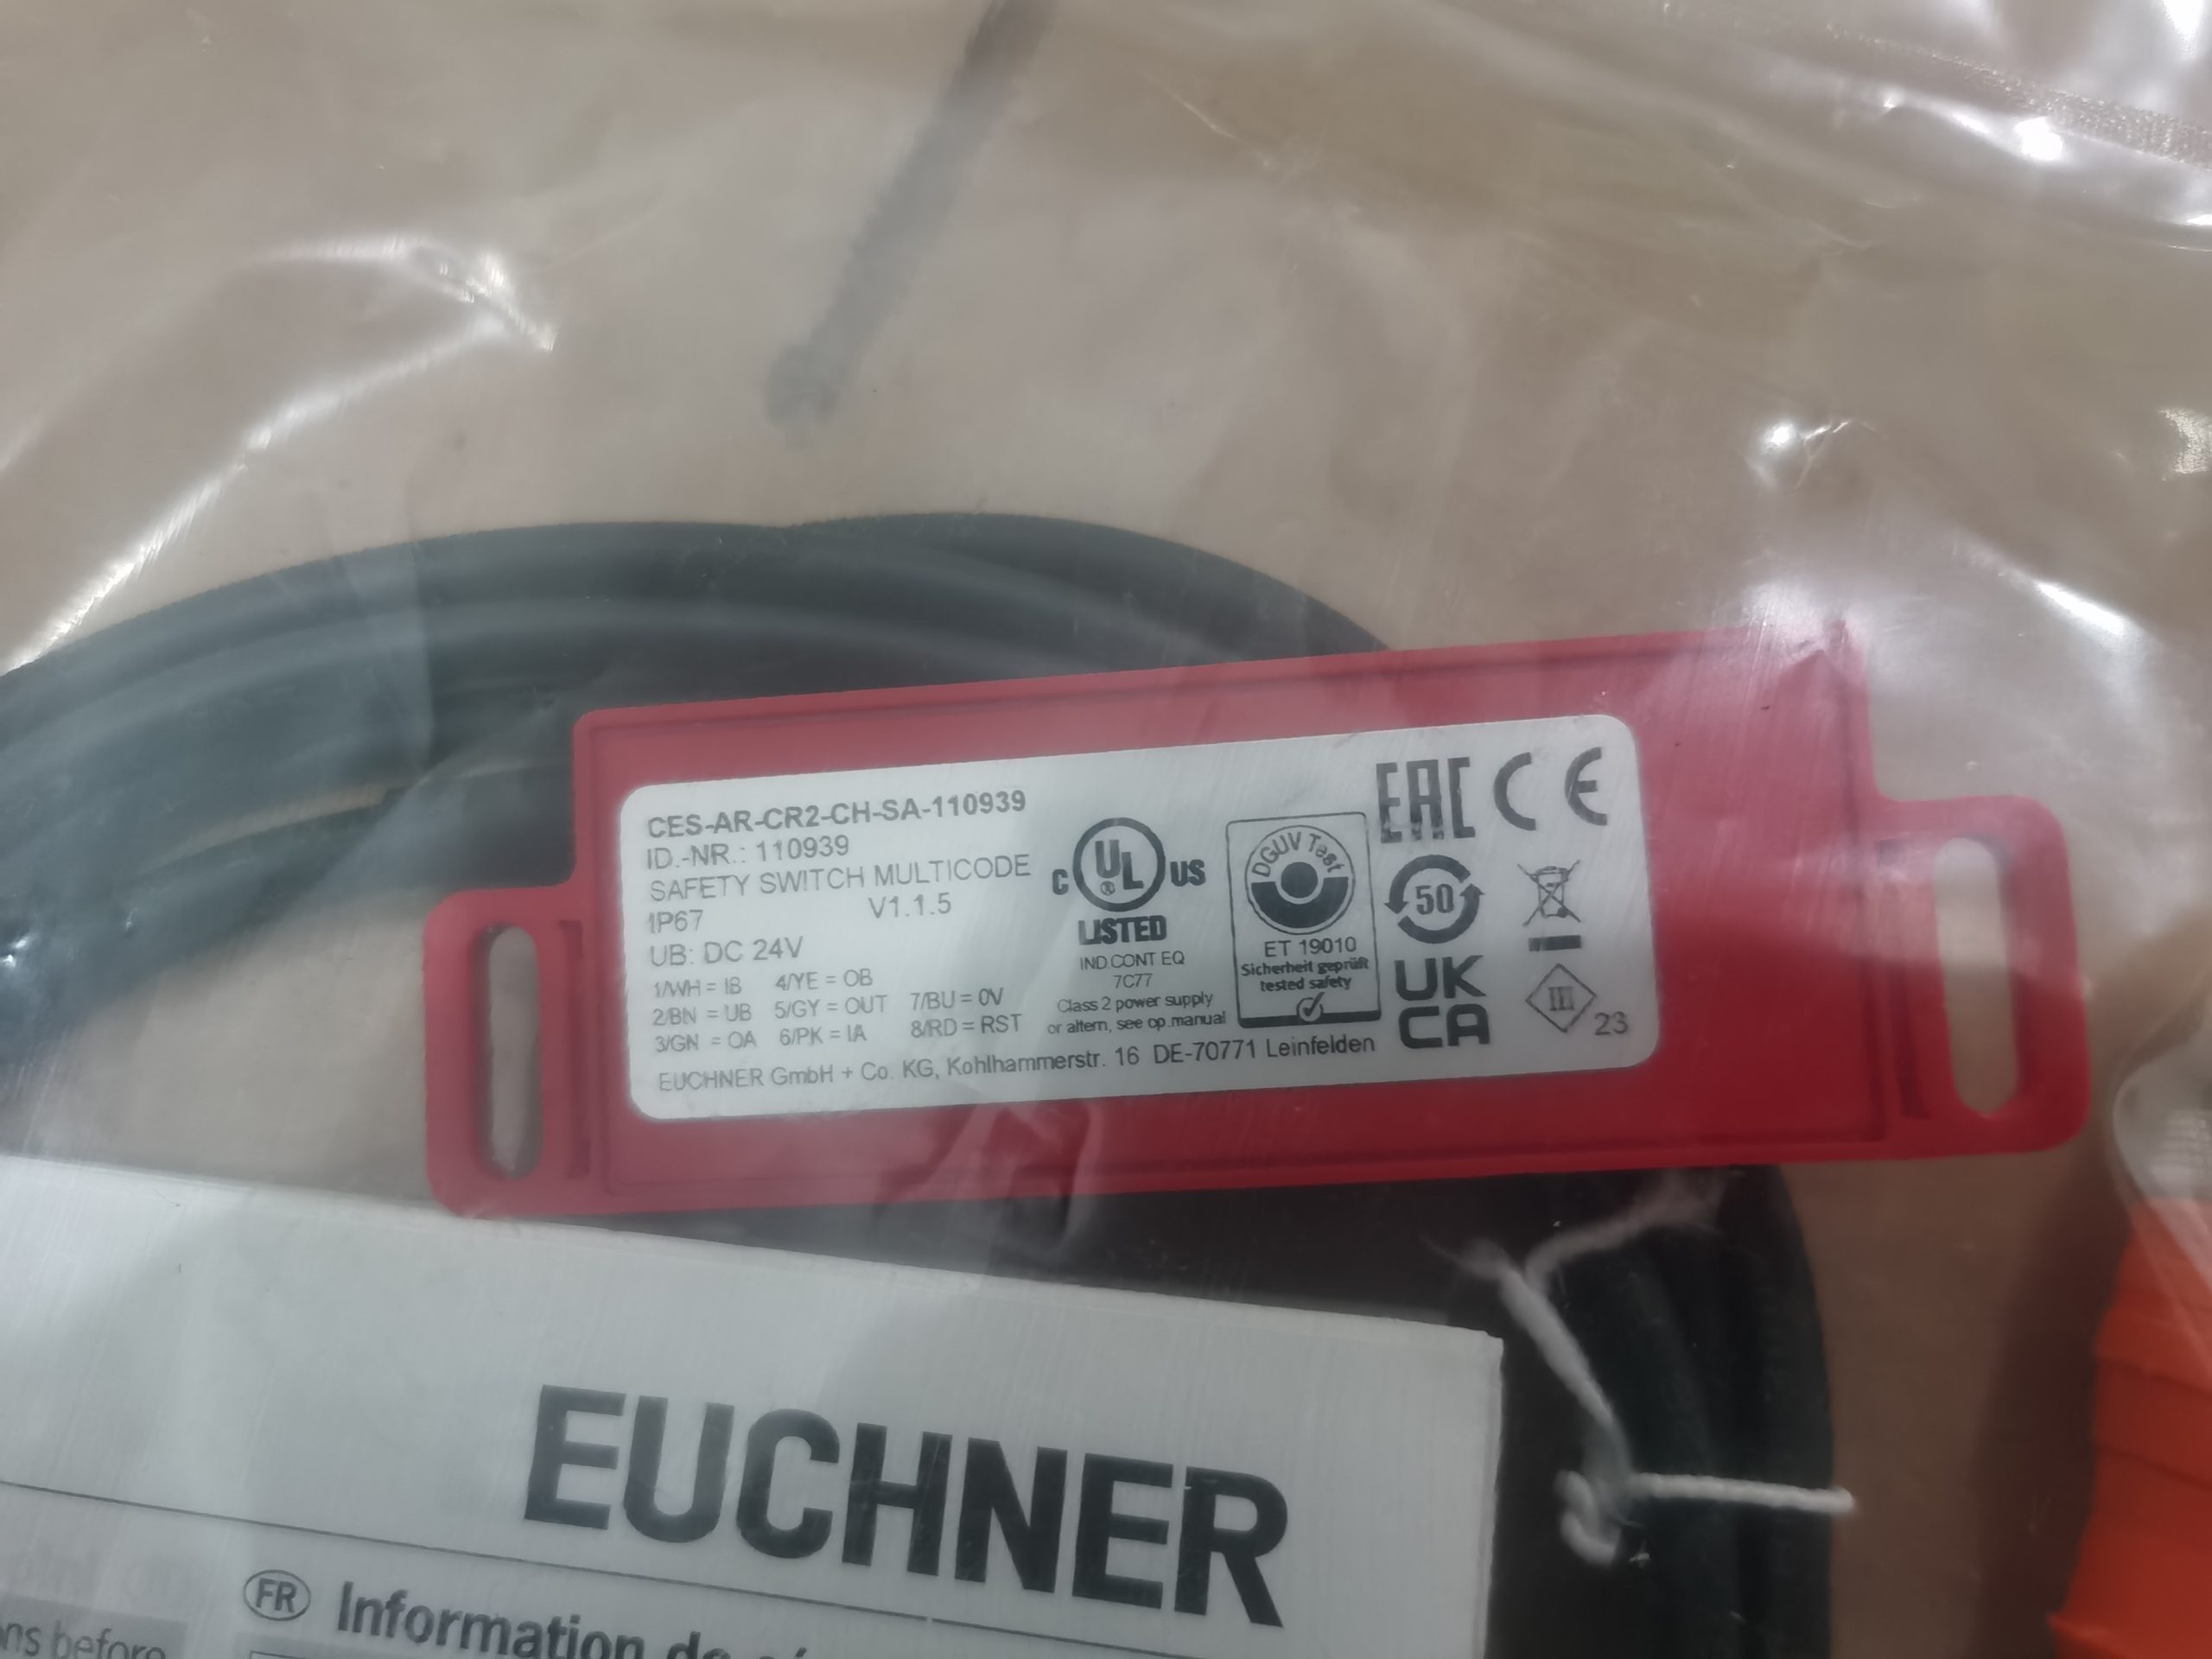 CES-AR-CR2-CH-SA-110939
ID.-NR.: 110939
SAFETY SWITCH MULTICODE
IP67 V1.1.5
UB: DC 24V
1/WH = IB 4/YE = OB
2/BN = UB 5/GY = OUT 7/BU = 0V
3/GN = OA 6/PK = IA 8/RD = RST
EUCHNER GmbH + Co. KG, Kohlhammerstr. 16 DE-70771 Leinfelden
C UL ® US
LISTED
IND.CONT.EQ
7C77
Class 2 power supply
or altern, see op.manual
DGUV Test
ET 19010
Sicherheit geprüft
tested safety
EAC CE
50
UK
CA
III
23
EUCHNER
FR Information de
ns before